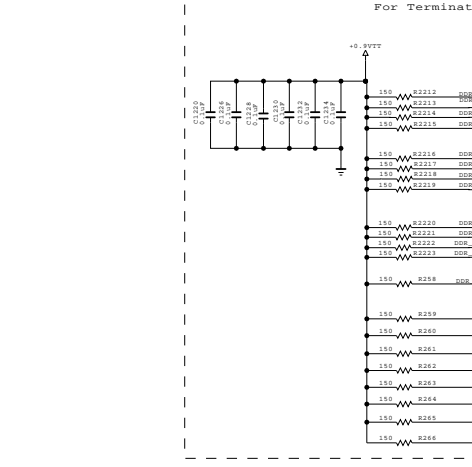 For Terminat
+0.9VTT
C1220
0.1uF
C1226
0.1uF
C1228
0.1uF
C1230
0.1uF
C1232
0.1uF
C1234
0.1uF
150 R2212 DDR
150 R2213 DDR
150 R2214 DDR
150 R2215 DDR
150 R2216 DDR
150 R2217 DDR
150 R2218 DDR
150 R2219 DDR
150 R2220 DDR
150 R2221 DDR
150 R2222 DDR_
150 R2223 DDR_
150 R258 DDR_
150 R259
150 R260
150 R261
150 R262
150 R263
150 R264
150 R265
150 R266